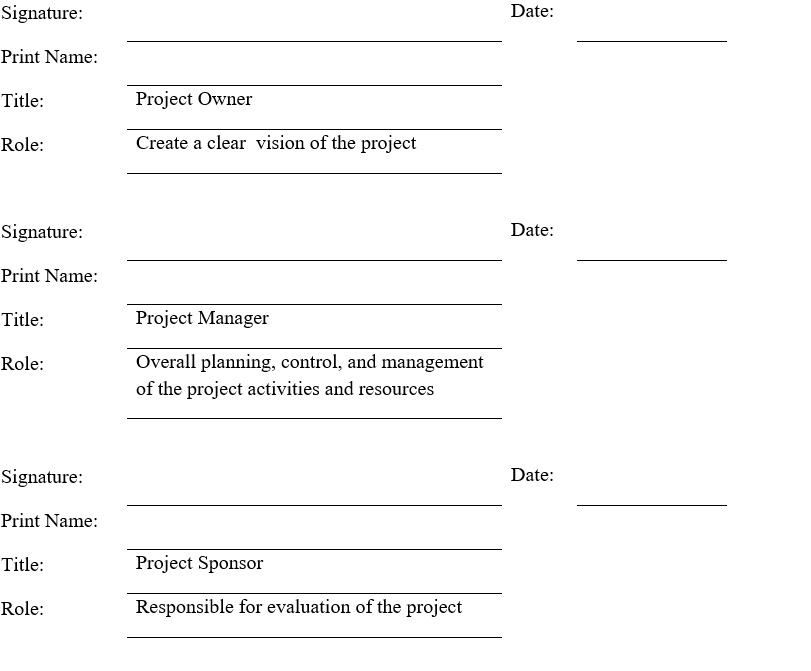 Signature: Date:
Print Name:
Title: Project Owner
Role: Create a clear  vision of the project
Signature: Date:
Print Name:
Title: Project Manager
Role: Overall planning, control, and management
of the project activities and resources
Signature: Date:
Print Name:
Title: Project Sponsor
Role: Responsible for evaluation of the project